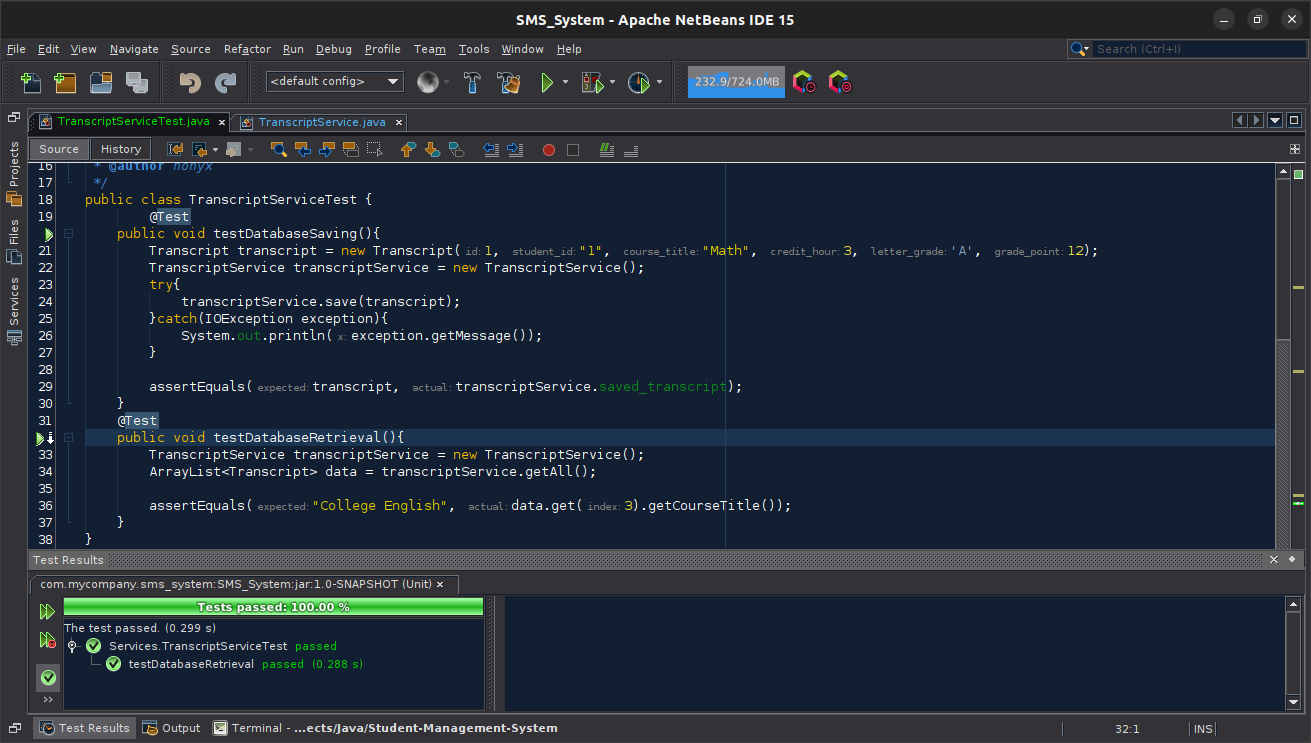 SMS_System - Apache NetBeans IDE 15
File Edit View Navigate Source Refactor Run Debug Profile Team Tools Window Help
Search (Ctrl+I)
<default config>
232.9/724.0MB
TranscriptServiceTest.java × TranscriptService.java ×
Projects
Files
Services
Source History
16 * @author nonyx
17 */
18 public class TranscriptServiceTest {
19 @Test
public void testDatabaseSaving(){
21 Transcript transcript = new Transcript( id: 1, student_id: "1", course_title: "Math", credit_hour: 3, letter_grade: 'A', grade_point: 12);
22 TranscriptService transcriptService = new TranscriptService();
23 try{
24 transcriptService.save(transcript);
25 }catch(IOException exception){
26 System.out.println( x: exception.getMessage());
27 }
28
29 assertEquals( expected: transcript, actual: transcriptService.saved_transcript);
30 }
31 @Test
public void testDatabaseRetrieval(){
33 TranscriptService transcriptService = new TranscriptService();
34 ArrayList<Transcript> data = transcriptService.getAll();
35
36 assertEquals( expected: "College English", actual: data.get( index: 3).getCourseTitle());
37 }
38 }
Test Results
com.mycompany.sms_system:SMS_System:jar:1.0-SNAPSHOT (Unit) ×
Tests passed: 100.00 %
The test passed. (0.299 s)
Services.TranscriptServiceTest passed
testDatabaseRetrieval passed (0.288 s)
Test Results Output Terminal - ...ects/Java/Student-Management-System
32:1 INS